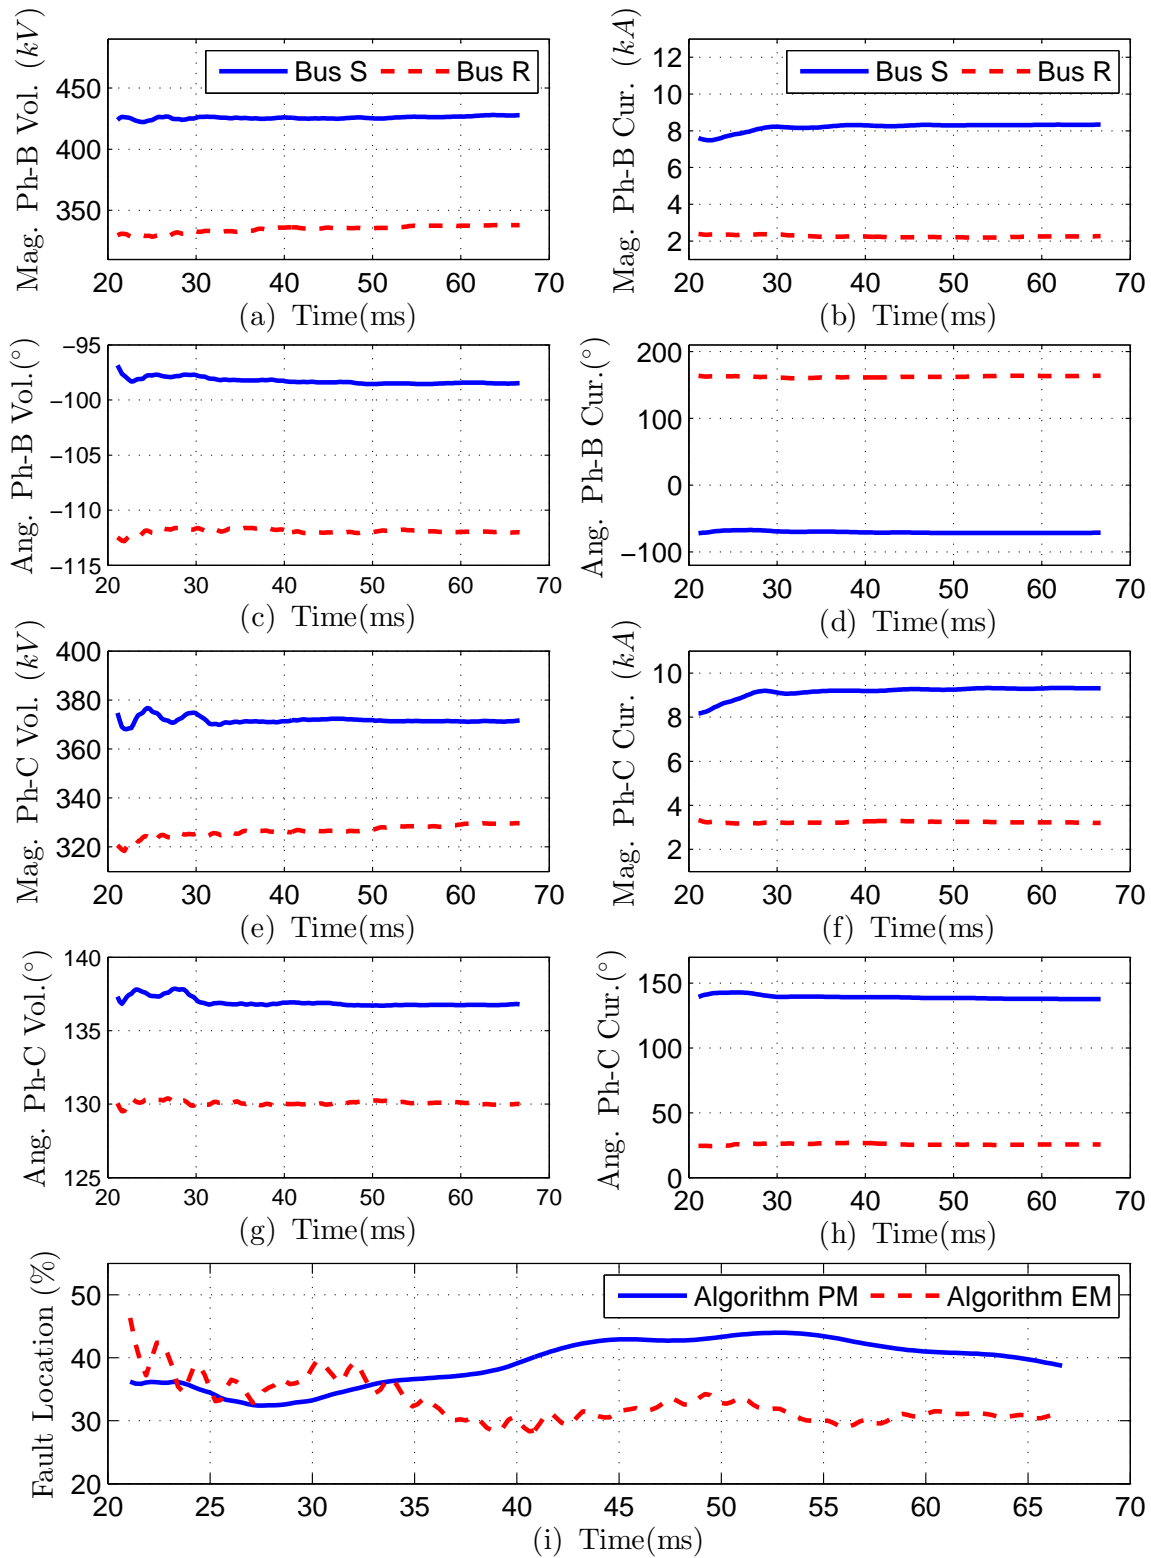 Mag. Ph-B Vol. (kV)
450
400
350
Bus S Bus R
20 30 40 50 60 70
(a) Time(ms)
Mag. Ph-B Cur. (kA)
12
10
8
6
4
2
Bus S Bus R
20 30 40 50 60 70
(b) Time(ms)
Ang. Ph-B Vol.(°)
−95
−100
−105
−110
−115
20 30 40 50 60 70
(c) Time(ms)
Ang. Ph-B Cur.(°)
200
100
0
−100
20 30 40 50 60 70
(d) Time(ms)
Mag. Ph-C Vol. (kV)
400
380
360
340
320
20 30 40 50 60 70
(e) Time(ms)
Mag. Ph-C Cur. (kA)
10
8
6
4
2
20 30 40 50 60 70
(f) Time(ms)
Ang. Ph-C Vol.(°)
140
135
130
125
20 30 40 50 60 70
(g) Time(ms)
Ang. Ph-C Cur.(°)
150
100
50
0
20 30 40 50 60 70
(h) Time(ms)
Fault Location (%)
50
40
30
20
Algorithm PM Algorithm EM
20 25 30 35 40 45 50 55 60 65 70
(i) Time(ms)